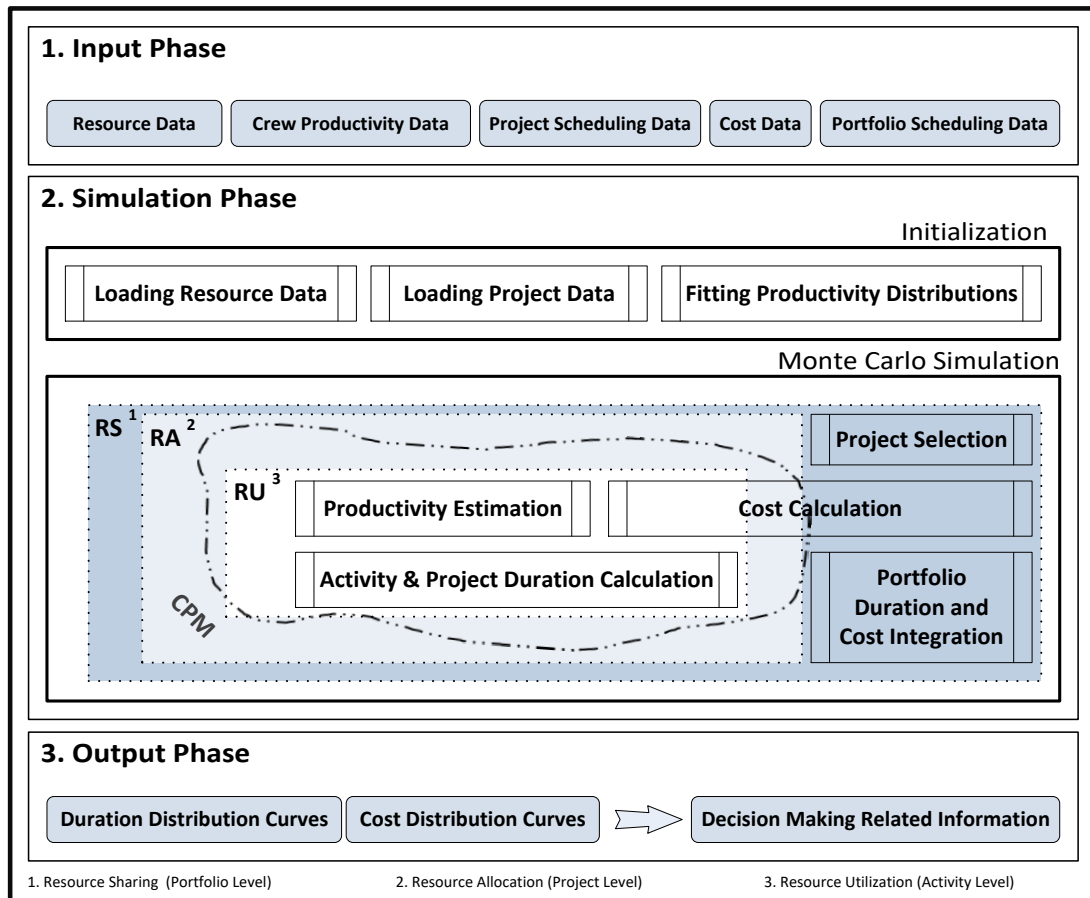 1. Input Phase
Resource Data
Crew Productivity Data
Project Scheduling Data
Cost Data
Portfolio Scheduling Data
2. Simulation Phase
Initialization
Loading Resource Data
Loading Project Data
Fitting Productivity Distributions
Monte Carlo Simulation
RS 1
RA 2
RU 3
CPM
Project Selection
Productivity Estimation
Cost Calculation
Activity & Project Duration Calculation
Portfolio
Duration and
Cost Integration
3. Output Phase
Duration Distribution Curves
Cost Distribution Curves
Decision Making Related Information
1. Resource Sharing (Portfolio Level)
2. Resource Allocation (Project Level)
3. Resource Utilization (Activity Level)